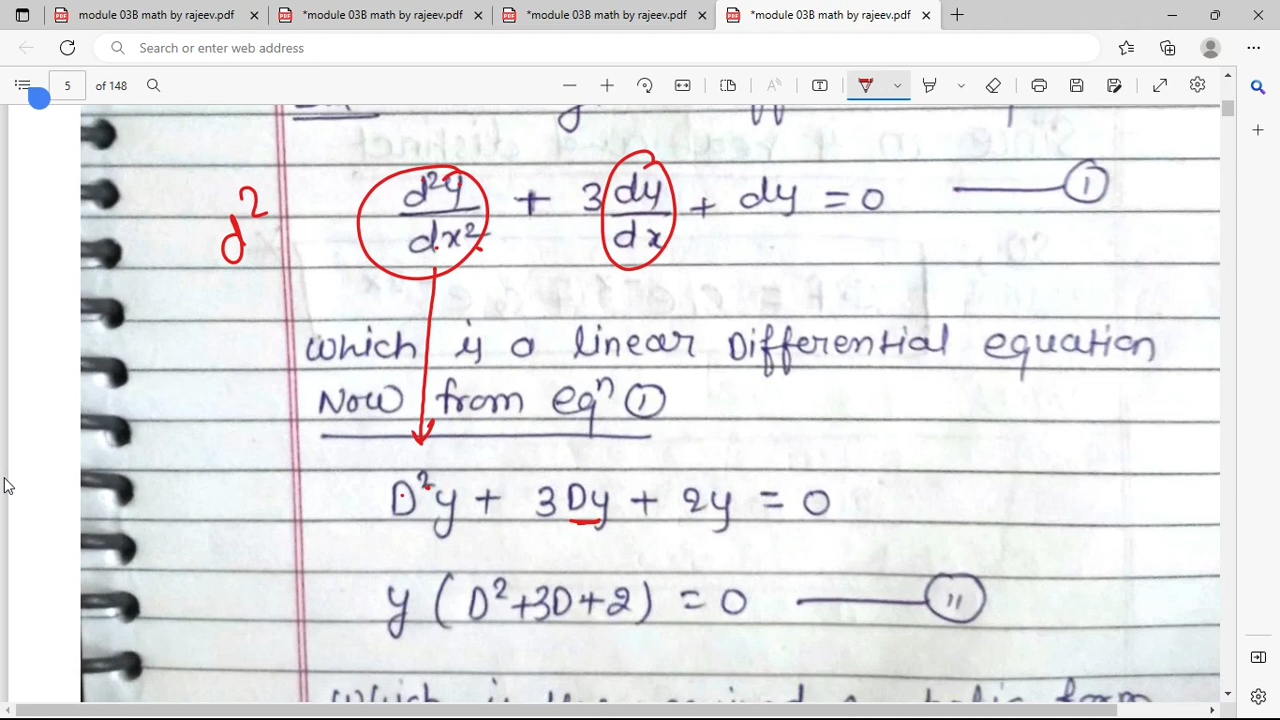 module 03B math by rajeev.pdf
*module 03B math by rajeev.pdf
*module 03B math by rajeev.pdf
*module 03B math by rajeev.pdf
Search or enter web address
5 of 148
d²
d²y/dx² + 3 dy/dx + dy = 0 — ①
which is a linear Differential equation
Now from eqⁿ ①
D²y + 3Dy + 2y = 0
y (D²+3D+2) = 0 — ⑪